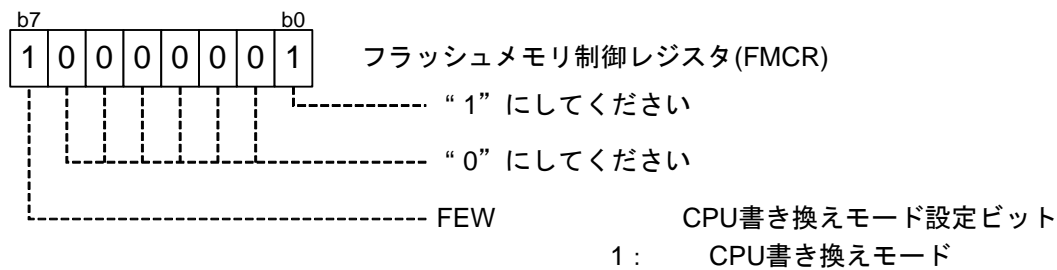 b7 b0
1 0 0 0 0 0 0 1 フラッシュメモリ制御レジスタ(FMCR)
“1”にしてください
“0”にしてください
FEW CPU書き換えモード設定ビット
1： CPU書き換えモード